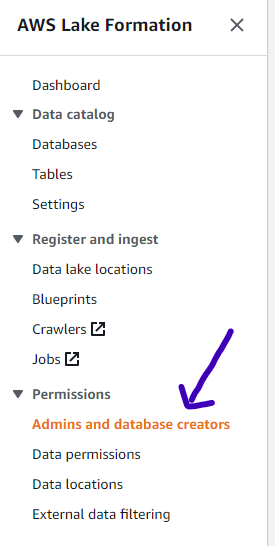 AWS Lake Formation
Dashboard
Data catalog
Databases
Tables
Settings
Register and ingest
Data lake locations
Blueprints
Crawlers
Jobs
Permissions
Admins and database creators
Data permissions
Data locations
External data filtering